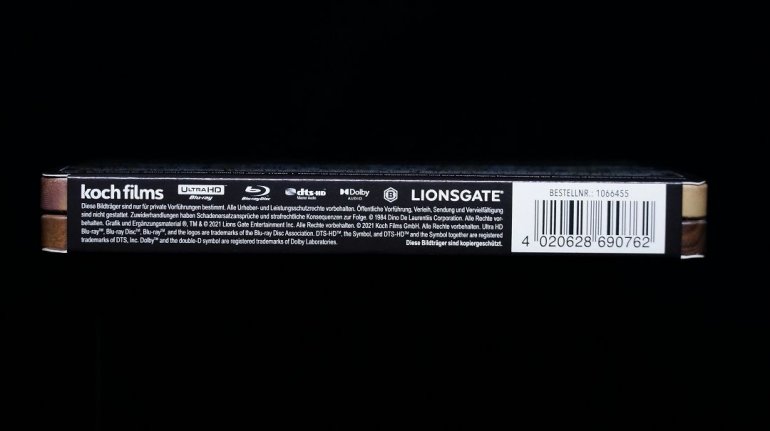 koch films ULTRA HD Blu-ray Blu-ray Disc dts-HD Master Audio Dolby AUDIO B LIONSGATE™
Diese Bildträger sind nur für private Vorführungen bestimmt. Alle Urheber- und Leistungsschutzrechte vorbehalten. Öffentliche Vorführung, Verleih, Sendung und Vervielfältigung
sind nicht gestattet. Zuwiderhandlungen haben Schadensersatzansprüche und strafrechtliche Konsequenzen zur Folge. © 1984 Dino De Laurentiis Corporation. Alle Rechte vor-
behalten. Grafik und Ergänzungsmaterial ®, TM & © 2021 Lions Gate Entertainment Inc. Alle Rechte vorbehalten. © 2021 Koch Films GmbH. Alle Rechte vorbehalten. Ultra HD
Blu-ray™, Blu-ray Disc™, Blu-ray™, and the logos are trademarks of the Blu-ray Disc Association. DTS-HD™, the Symbol, and DTS-HD™ and the Symbol together are registered
trademarks of DTS, Inc. Dolby™ and the double-D symbol are registered trademarks of Dolby Laboratories.
Diese Bildträger sind kopiergeschützt.
BESTELLNR.: 1066455
4 020628 690762